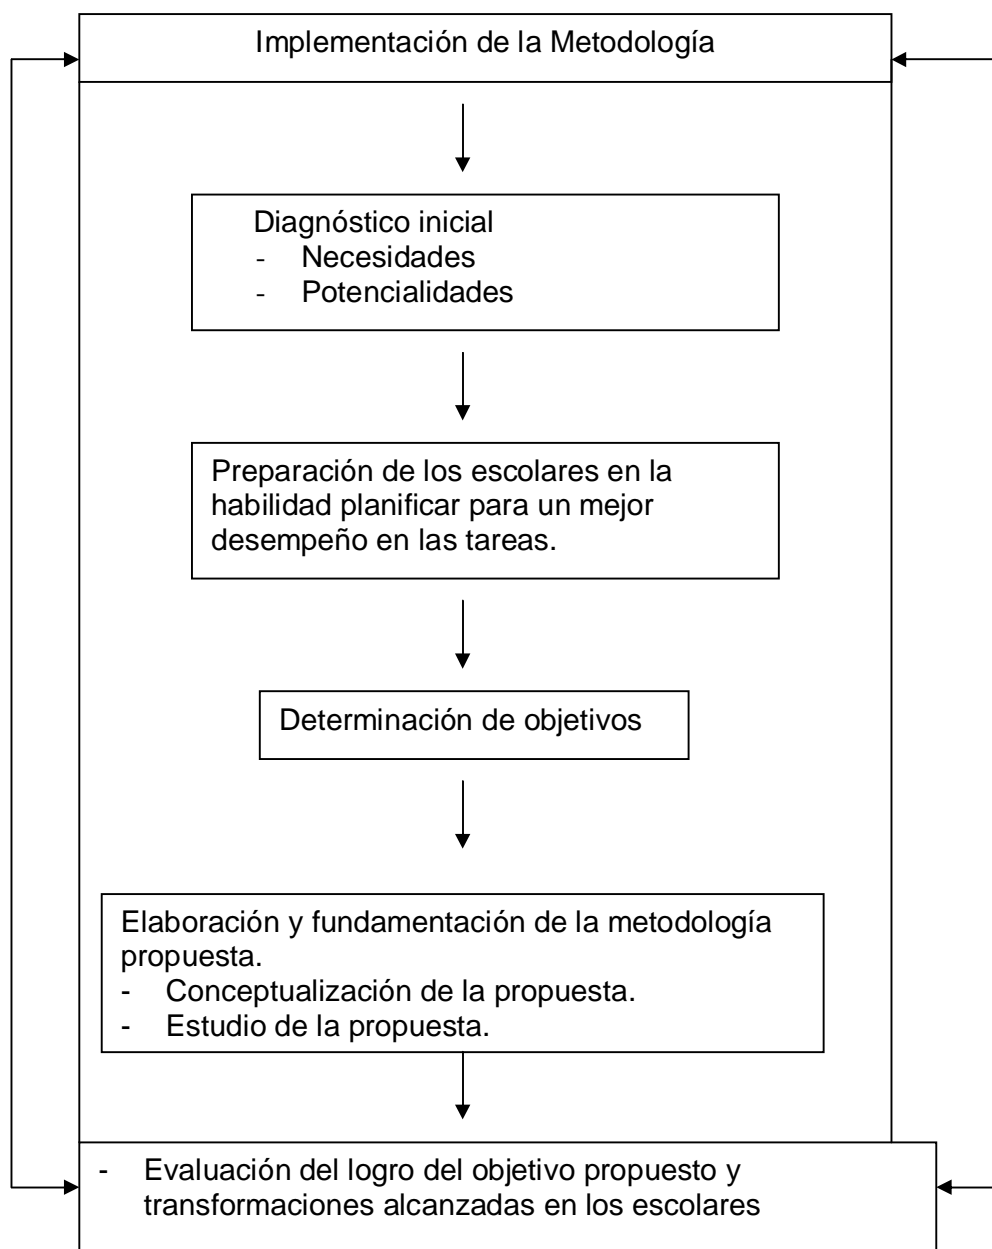 Implementación de la Metodología
Diagnóstico inicial
- Necesidades
- Potencialidades
Preparación de los escolares en la
habilidad planificar para un mejor
desempeño en las tareas.
Determinación de objetivos
Elaboración y fundamentación de la metodología
propuesta.
- Conceptualización de la propuesta.
- Estudio de la propuesta.
- Evaluación del logro del objetivo propuesto y
transformaciones alcanzadas en los escolares